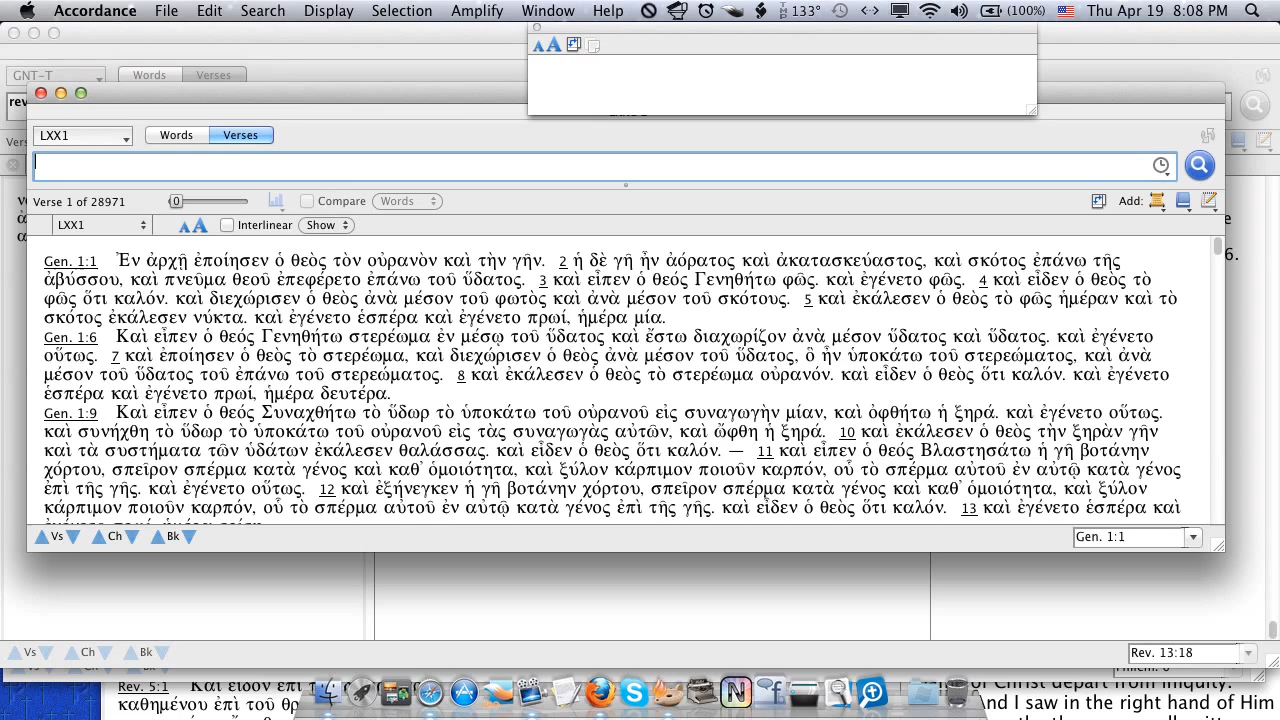 Accordance File Edit Search Display Selection Amplify Window Help 133° (100%) Thu Apr 19 8:08 PM
GNT-T Words Verses
rev
LXX1 Words Verses
Verse 1 of 28971 0 Compare Words Add:
LXX1 Interlinear Show
Gen. 1:1 Ἐν ἀρχῇ ἐποίησεν ὁ θεὸς τὸν οὐρανὸν καὶ τὴν γῆν. 2 ἡ δὲ γῆ ἦν ἀόρατος καὶ ἀκατασκεύαστος, καὶ σκότος ἐπάνω τῆς
ἀβύσσου, καὶ πνεῦμα θεοῦ ἐπεφέρετο ἐπάνω τοῦ ὕδατος. 3 καὶ εἶπεν ὁ θεός Γενηθήτω φῶς. καὶ ἐγένετο φῶς. 4 καὶ εἶδεν ὁ θεὸς τὸ
φῶς ὅτι καλόν. καὶ διεχώρισεν ὁ θεὸς ἀνὰ μέσον τοῦ φωτὸς καὶ ἀνὰ μέσον τοῦ σκότους. 5 καὶ ἐκάλεσεν ὁ θεὸς τὸ φῶς ἡμέραν καὶ τὸ
σκότος ἐκάλεσεν νύκτα. καὶ ἐγένετο ἑσπέρα καὶ ἐγένετο πρωί, ἡμέρα μία.
Gen. 1:6 Καὶ εἶπεν ὁ θεός Γενηθήτω στερέωμα ἐν μέσῳ τοῦ ὕδατος καὶ ἔστω διαχωρίζον ἀνὰ μέσον ὕδατος καὶ ὕδατος. καὶ ἐγένετο
οὕτως. 7 καὶ ἐποίησεν ὁ θεὸς τὸ στερέωμα, καὶ διεχώρισεν ὁ θεὸς ἀνὰ μέσον τοῦ ὕδατος, ὃ ἦν ὑποκάτω τοῦ στερεώματος, καὶ ἀνὰ
μέσον τοῦ ὕδατος τοῦ ἐπάνω τοῦ στερεώματος. 8 καὶ ἐκάλεσεν ὁ θεὸς τὸ στερέωμα οὐρανόν. καὶ εἶδεν ὁ θεὸς ὅτι καλόν. καὶ ἐγένετο
ἑσπέρα καὶ ἐγένετο πρωί, ἡμέρα δευτέρα.
Gen. 1:9 Καὶ εἶπεν ὁ θεός Συναχθήτω τὸ ὕδωρ τὸ ὑποκάτω τοῦ οὐρανοῦ εἰς συναγωγὴν μίαν, καὶ ὀφθήτω ἡ ξηρά. καὶ ἐγένετο οὕτως.
καὶ συνήχθη τὸ ὕδωρ τὸ ὑποκάτω τοῦ οὐρανοῦ εἰς τὰς συναγωγὰς αὐτῶν, καὶ ὤφθη ἡ ξηρά. 10 καὶ ἐκάλεσεν ὁ θεὸς τὴν ξηρὰν γῆν
καὶ τὰ συστήματα τῶν ὑδάτων ἐκάλεσεν θαλάσσας. καὶ εἶδεν ὁ θεὸς ὅτι καλόν. — 11 καὶ εἶπεν ὁ θεός Βλαστησάτω ἡ γῆ βοτάνην
χόρτου, σπεῖρον σπέρμα κατὰ γένος καὶ καθ᾽ ὁμοιότητα, καὶ ξύλον κάρπιμον ποιοῦν καρπόν, οὗ τὸ σπέρμα αὐτοῦ ἐν αὐτῷ κατὰ γένος
ἐπὶ τῆς γῆς. καὶ ἐγένετο οὕτως. 12 καὶ ἐξήνεγκεν ἡ γῆ βοτάνην χόρτου, σπεῖρον σπέρμα κατὰ γένος καὶ καθ᾽ ὁμοιότητα, καὶ ξύλον
κάρπιμον ποιοῦν καρπόν, οὗ τὸ σπέρμα αὐτοῦ ἐν αὐτῷ κατὰ γένος ἐπὶ τῆς γῆς. καὶ εἶδεν ὁ θεὸς ὅτι καλόν. 13 καὶ ἐγένετο ἑσπέρα καὶ
Vs Ch Bk Gen. 1:1
Vs Ch Bk Rev. 13:18
of Christ depart from iniquity.
Rev. 5:1 Καὶ εἶδον ἐπὶ And I saw in the right hand of Him
καθημένου ἐπὶ τοῦ